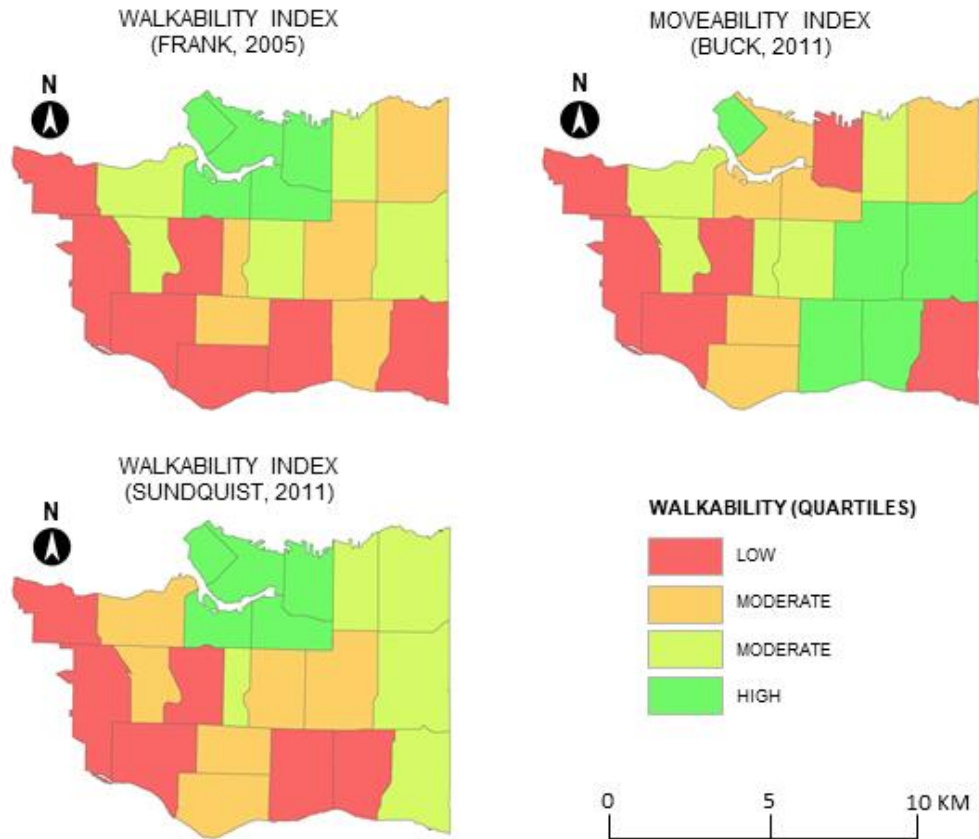 WALKABILITY INDEX
(FRANK, 2005)
N
MOVEABILITY INDEX
(BUCK, 2011)
N
WALKABILITY INDEX
(SUNDQUIST, 2011)
N
WALKABILITY (QUARTILES)
LOW
MODERATE
MODERATE
HIGH
0 5 10 KM